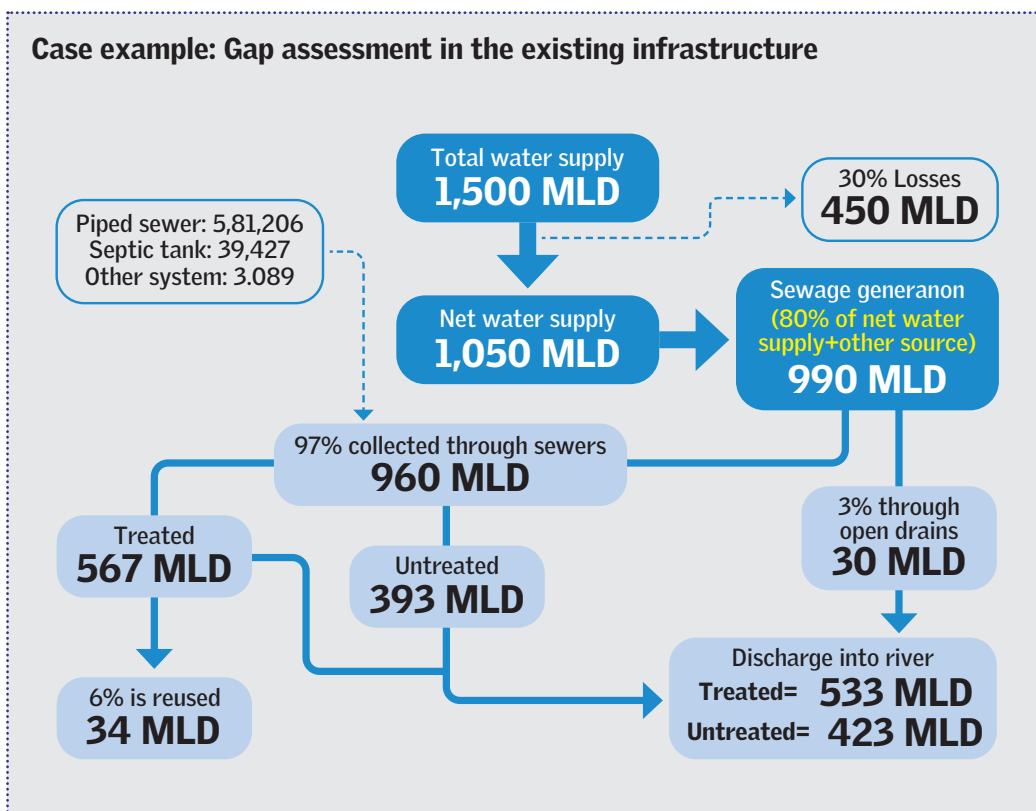 Case example: Gap assessment in the existing infrastructure
Total water supply
1,500 MLD
30% Losses
450 MLD
Piped sewer: 5,81,206
Septic tank: 39,427
Other system: 3.089
Net water supply
1,050 MLD
Sewage generanon
(80% of net water
supply+other source)
990 MLD
97% collected through sewers
960 MLD
3% through
open drains
30 MLD
Treated
567 MLD
Untreated
393 MLD
6% is reused
34 MLD
Discharge into river
Treated= 533 MLD
Untreated= 423 MLD